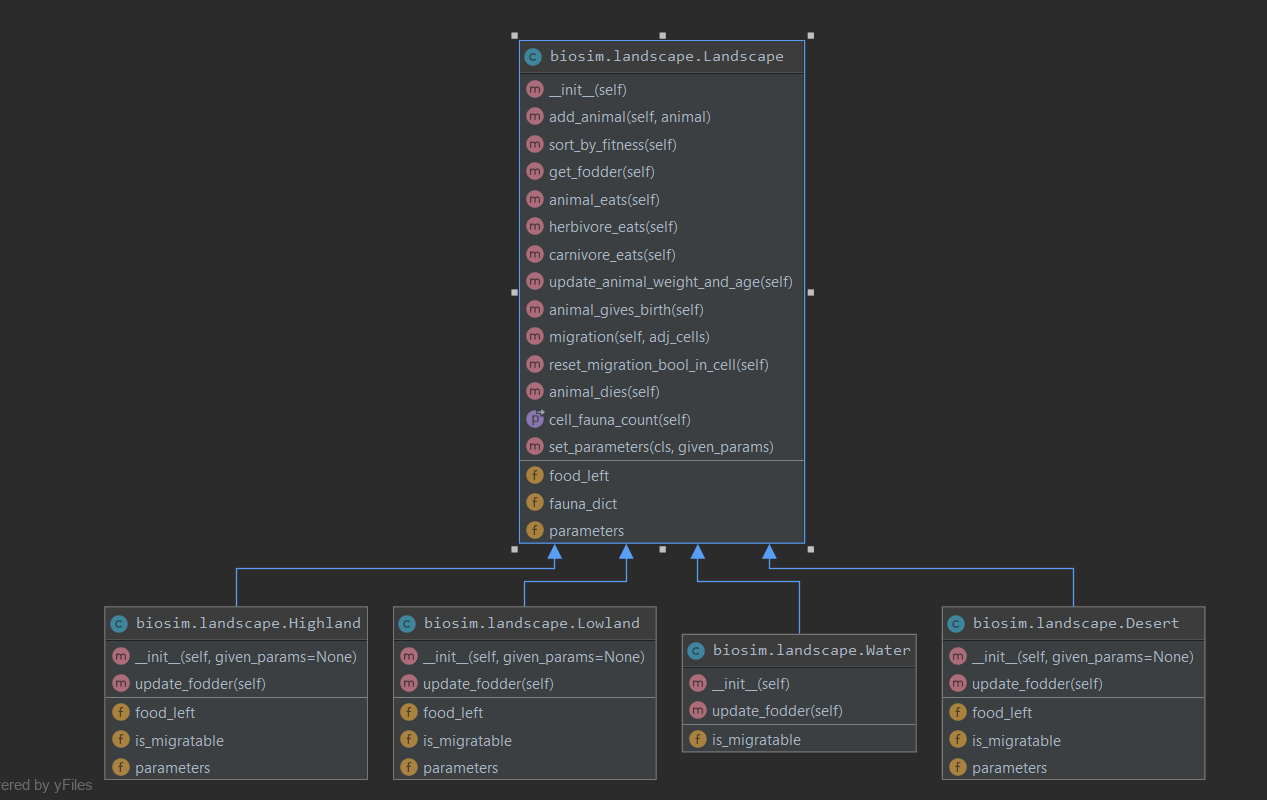 biosim.landscape.Landscape
__init__(self)
add_animal(self, animal)
sort_by_fitness(self)
get_fodder(self)
animal_eats(self)
herbivore_eats(self)
carnivore_eats(self)
update_animal_weight_and_age(self)
animal_gives_birth(self)
migration(self, adj_cells)
reset_migration_bool_in_cell(self)
animal_dies(self)
cell_fauna_count(self)
set_parameters(cls, given_params)
food_left
fauna_dict
parameters
biosim.landscape.Highland
__init__(self, given_params=None)
update_fodder(self)
food_left
is_migratable
parameters
biosim.landscape.Lowland
__init__(self, given_params=None)
update_fodder(self)
food_left
is_migratable
parameters
biosim.landscape.Water
__init__(self)
update_fodder(self)
is_migratable
biosim.landscape.Desert
__init__(self, given_params=None)
update_fodder(self)
food_left
is_migratable
parameters
ered by yFiles